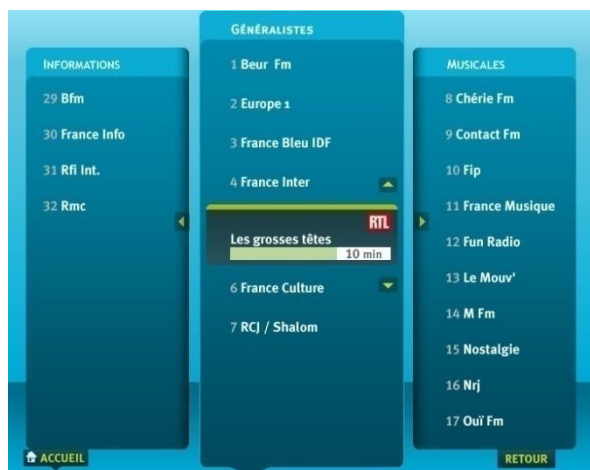 INFORMATIONS
29 Bfm
30 France Info
31 Rfi Int.
32 Rmc
GÉNÉRALISTES
1 Beur Fm
2 Europe 1
3 France Bleu IDF
4 France Inter
RTL
Les grosses têtes
10 min
6 France Culture
7 RCJ / Shalom
MUSICALES
8 Chérie Fm
9 Contact Fm
10 Fip
11 France Musique
12 Fun Radio
13 Le Mouv'
14 M Fm
15 Nostalgie
16 Nrj
17 Ouï Fm
ACCUEIL
RETOUR